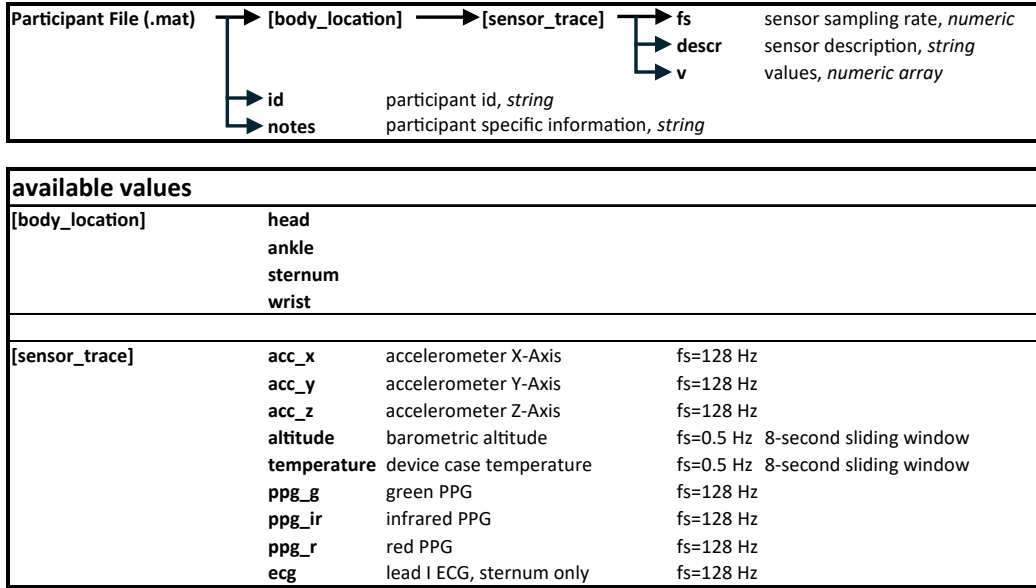 Participant File (.mat) [body_location] [sensor_trace] fs sensor sampling rate, numeric
descr sensor description, string
v values, numeric array
id participant id, string
notes participant specific information, string
available values
[body_location] head
ankle
sternum
wrist
[sensor_trace] acc_x accelerometer X-Axis fs=128 Hz
acc_y accelerometer Y-Axis fs=128 Hz
acc_z accelerometer Z-Axis fs=128 Hz
altitude barometric altitude fs=0.5 Hz 8-second sliding window
temperature device case temperature fs=0.5 Hz 8-second sliding window
ppg_g green PPG fs=128 Hz
ppg_ir infrared PPG fs=128 Hz
ppg_r red PPG fs=128 Hz
ecg lead I ECG, sternum only fs=128 Hz